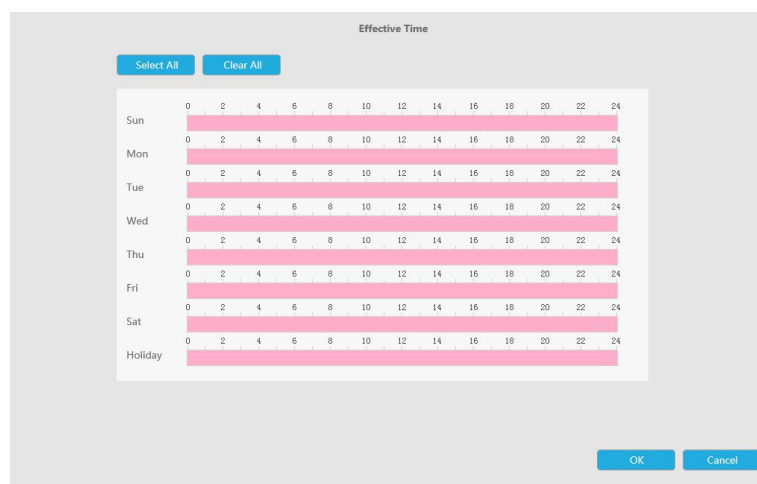 Effective Time
Select All Clear All
0 2 4 6 8 10 12 14 16 18 20 22 24
Sun
0 2 4 6 8 10 12 14 16 18 20 22 24
Mon
0 2 4 6 8 10 12 14 16 18 20 22 24
Tue
0 2 4 6 8 10 12 14 16 18 20 22 24
Wed
0 2 4 6 8 10 12 14 16 18 20 22 24
Thu
0 2 4 6 8 10 12 14 16 18 20 22 24
Fri
0 2 4 6 8 10 12 14 16 18 20 22 24
Sat
0 2 4 6 8 10 12 14 16 18 20 22 24
Holiday
OK Cancel